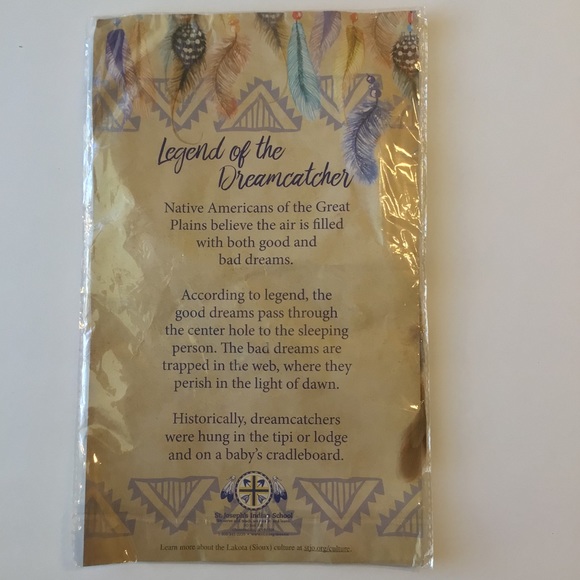 Legend of the
Dreamcatcher
Native Americans of the Great
Plains believe the air is filled
with both good and
bad dreams.
According to legend, the
good dreams pass through
the center hole to the sleeping
person. The bad dreams are
trapped in the web, where they
perish in the light of dawn.
Historically, dreamcatchers
were hung in the tipi or lodge
and on a baby's cradleboard.
St. Joseph's Indian School
Learn more about the Lakota (Sioux) culture at stjo.org/culture.